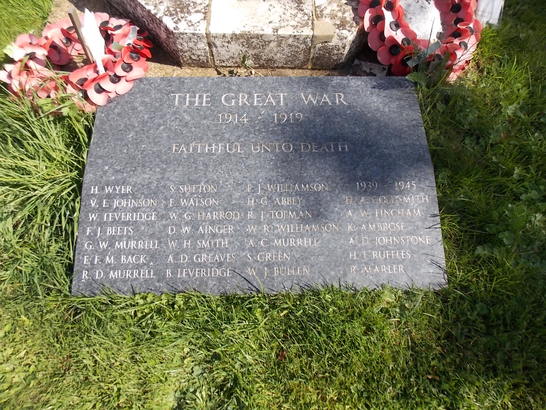 THE GREAT WAR
1914 - 1919
FAITHFUL UNTO DEATH
H. WYER S. SUTTON E. J. WILLIAMSON 1939 - 1945
V. E. JOHNSON F. WATSON H. G. ABBEY
W. LEVERIDGE W. G. HARROD R. J. TOJMAN A. W. FINCHAM
F. J. BEETS D. W. AINGER W. R. WILLIAMSON K. AMBROSE
G. W. MURRELL W. H. SMITH A. C. MURRELL A. D. JOHNSTONE
E. F. M. BACK A. D. GREAVES S. GREEN H. T. RUFFLES
R. D. MURRELL B. LEVERIDGE W. J. BULLEN P. MARLER